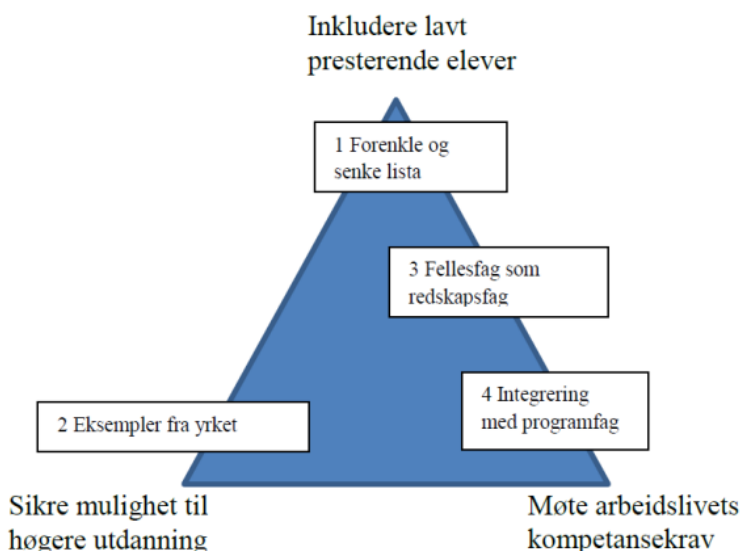 Inkludere lavt
presterende elever
1 Forenkle og
senke lista
3 Fellesfag som
redskapsfag
2 Eksempler fra yrket
4 Integrering
med programfag
Sikre mulighet til
høgere utdanning
Møte arbeidslivets
kompetansekrav